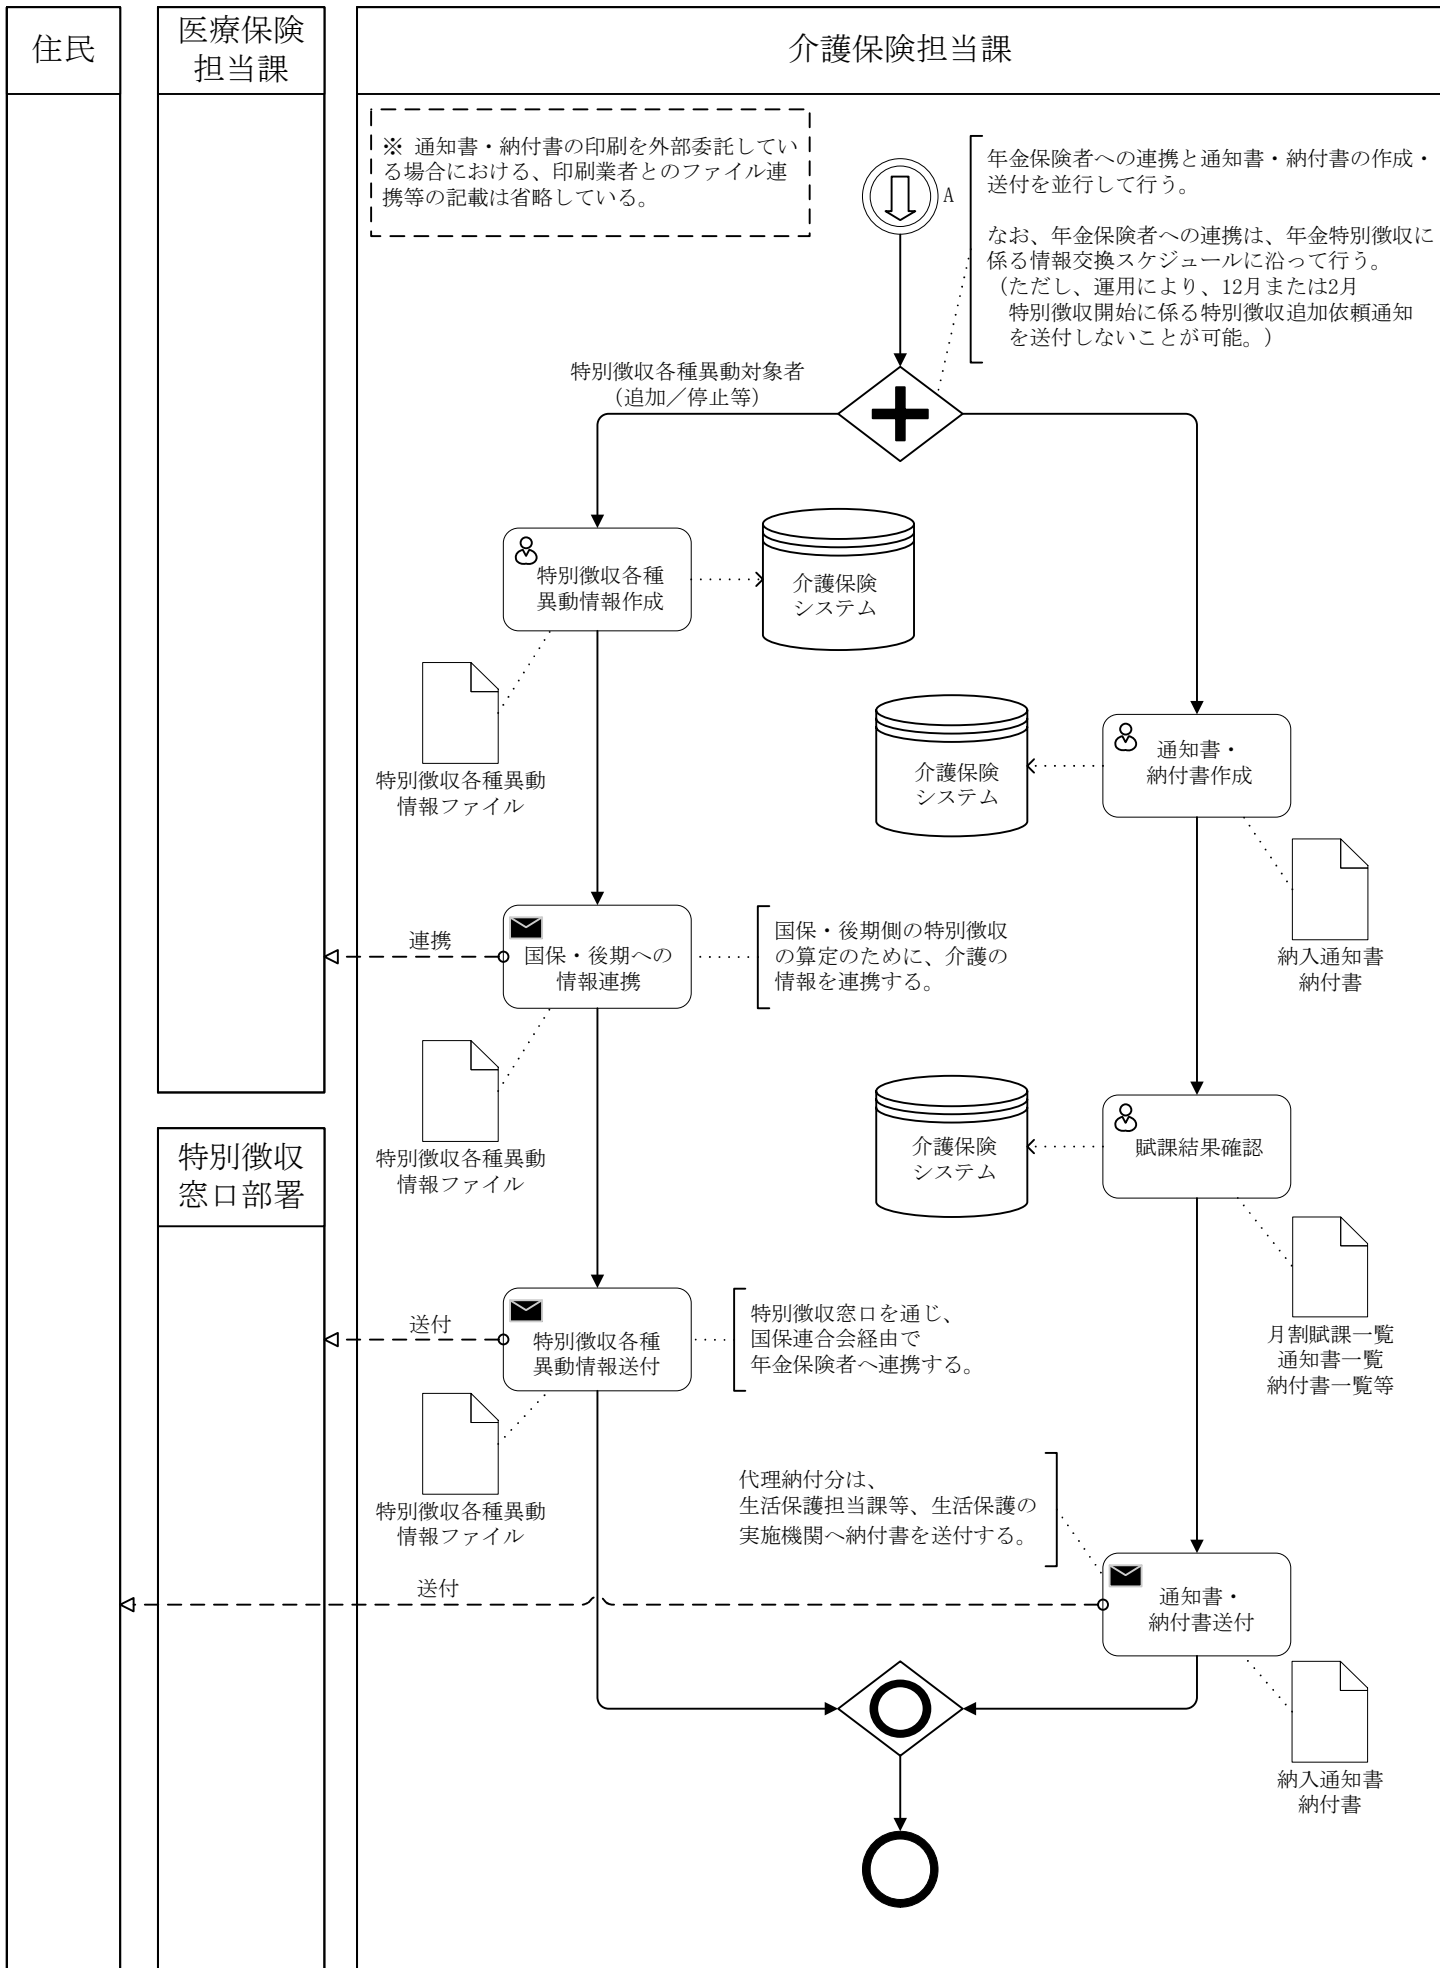 住民
医療保険
担当課
介護保険担当課
※ 通知書・納付書の印刷を外部委託してい
る場合における、印刷業者とのファイル連
携等の記載は省略している。
A
年金保険者への連携と通知書・納付書の作成・
送付を並行して行う。
なお、年金保険者への連携は、年金特別徴収に
係る情報交換スケジュールに沿って行う。
（ただし、運用により、12月または2月
特別徴収開始に係る特別徴収追加依頼通知
を送付しないことが可能。）
特別徴収各種異動対象者
（追加／停止等）
特別徴収各種
異動情報作成
介護保険
システム
特別徴収各種異動
情報ファイル
介護保険
システム
通知書・
納付書作成
納入通知書
納付書
連携
国保・後期への
情報連携
国保・後期側の特別徴収
の算定のために、介護の
情報を連携する。
特別徴収各種異動
情報ファイル
介護保険
システム
賦課結果確認
月割賦課一覧
通知書一覧
納付書一覧等
特別徴収
窓口部署
送付
特別徴収各種
異動情報送付
特別徴収窓口を通じ、
国保連合会経由で
年金保険者へ連携する。
特別徴収各種異動
情報ファイル
代理納付分は、
生活保護担当課等、生活保護の
実施機関へ納付書を送付する。
送付
通知書・
納付書送付
納入通知書
納付書